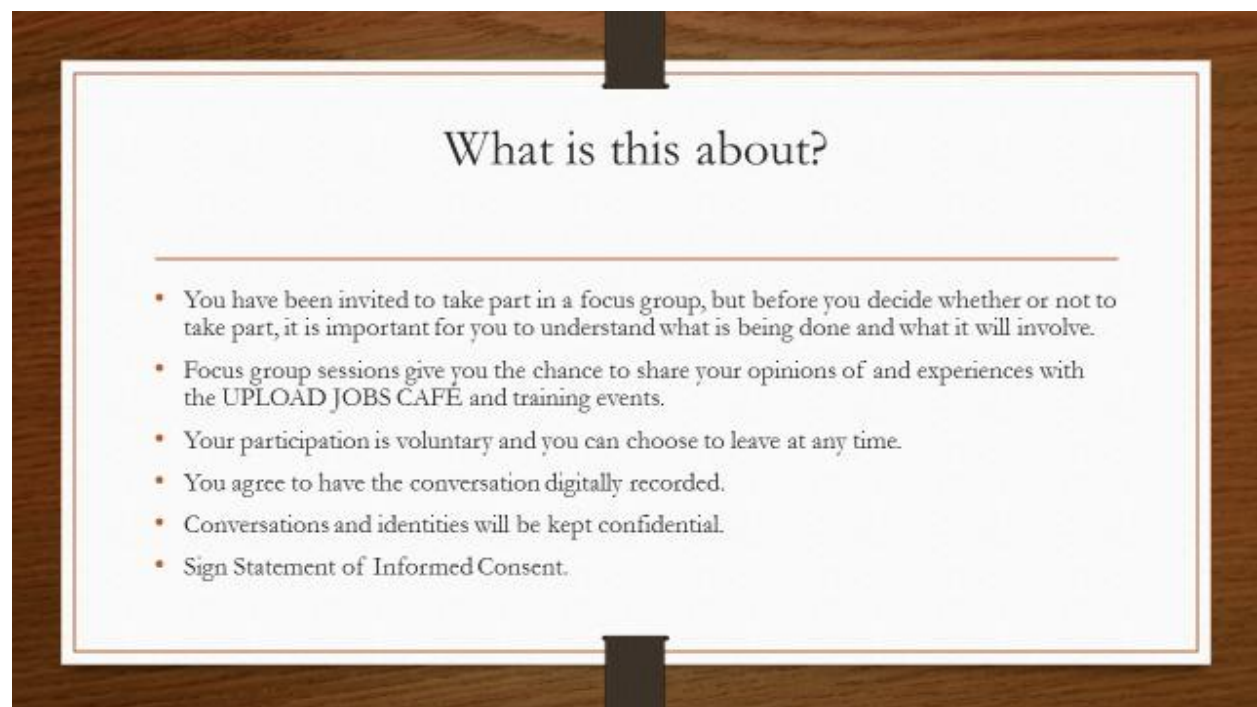 What is this about?
• You have been invited to take part in a focus group, but before you decide whether or not to
take part, it is important for you to understand what is being done and what it will involve.
• Focus group sessions give you the chance to share your opinions of and experiences with
the UPLOAD JOBS CAFÉ and training events.
• Your participation is voluntary and you can choose to leave at any time.
• You agree to have the conversation digitally recorded.
• Conversations and identities will be kept confidential.
• Sign Statement of Informed Consent.